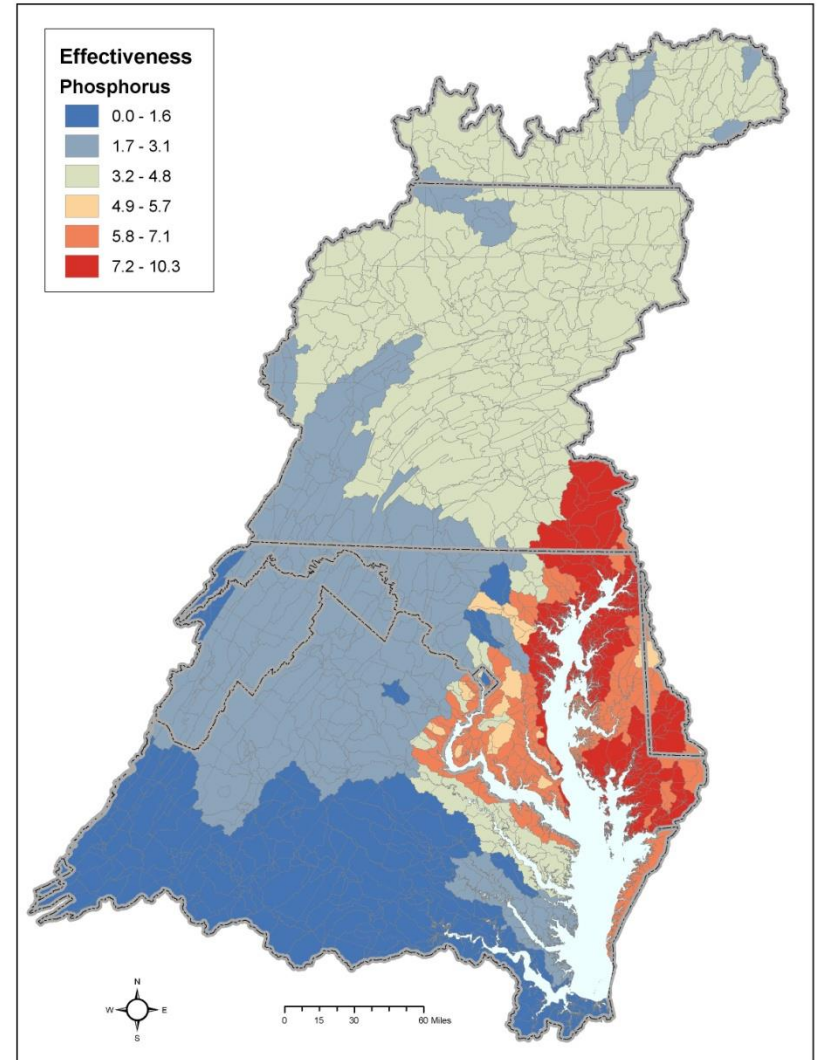 Effectiveness
Phosphorus
0.0 - 1.6
1.7 - 3.1
3.2 - 4.8
4.9 - 5.7
5.8 - 7.1
7.2 - 10.3
N
W E
S
0 15 30 60 Miles